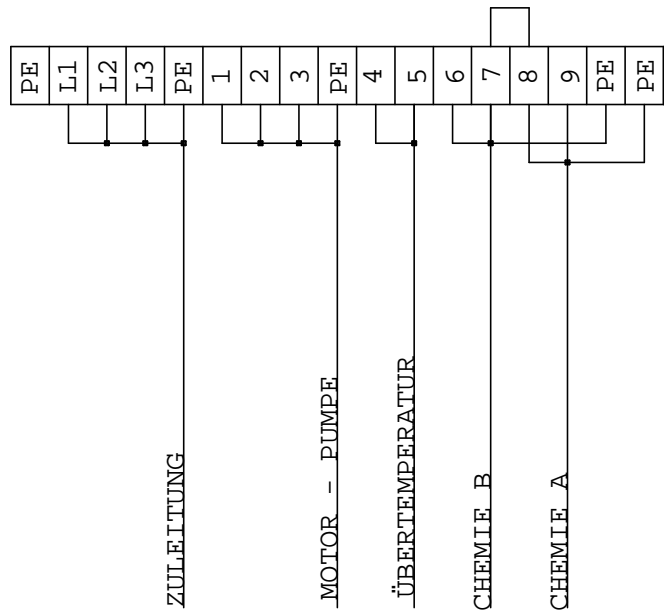 PE L1 L2 L3 PE 1 2 3 PE 4 5 6 7 8 9 PE PE
ZULEITUNG
MOTOR - PUMPE
ÜBERTEMPERATUR
CHEMIE B
CHEMIE A